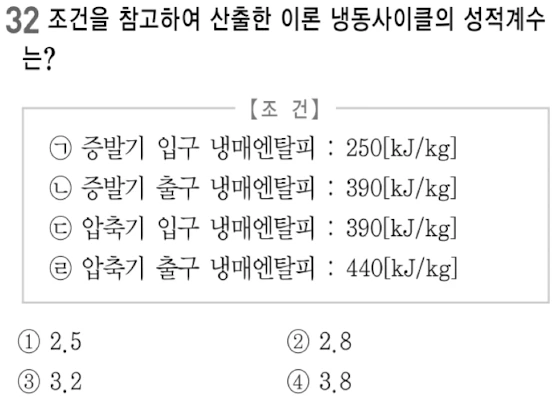 32 조건을 참고하여 산출한 이론 냉동사이클의 성적계수
는?
【조 건】
㉠ 증발기 입구 냉매엔탈피 : 250[kJ/kg]
㉡ 증발기 출구 냉매엔탈피 : 390[kJ/kg]
㉢ 압축기 입구 냉매엔탈피 : 390[kJ/kg]
㉣ 압축기 출구 냉매엔탈피 : 440[kJ/kg]
① 2.5 ② 2.8
③ 3.2 ④ 3.8